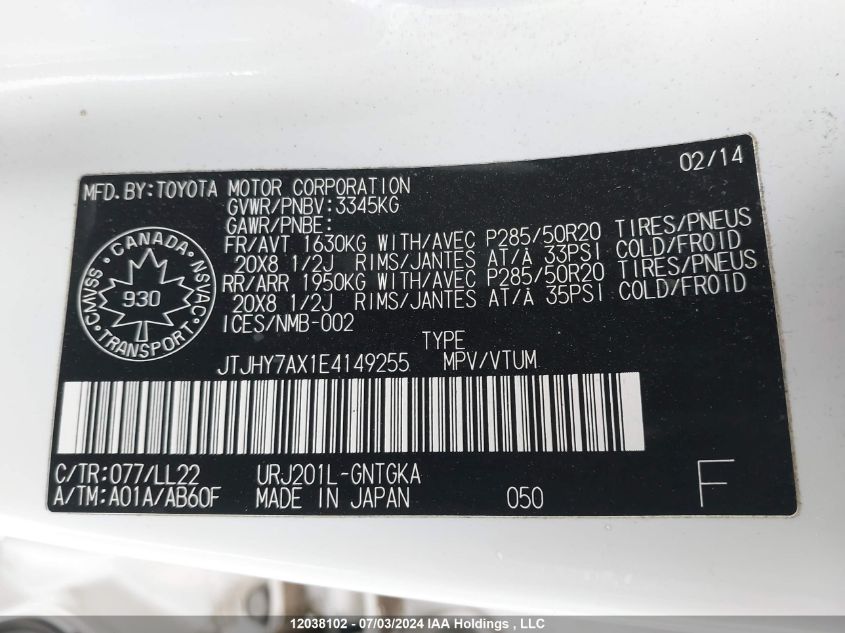 02/14
MFD. BY: TOYOTA MOTOR CORPORATION
GVWR/PNBV: 3345KG
GAWR/PNBE:
FR/AVT 1630KG WITH/AVEC P285/50R20 TIRES/PNEUS
20X8 1/2J RIMS/JANTES AT/À 33PSI COLD/FROID
RR/ARR 1950KG WITH/AVEC P285/50R20 TIRES/PNEUS
20X8 1/2J RIMS/JANTES AT/À 35PSI COLD/FROID
ICES/NMB-002
CANADA
CMVSS 930 NSVAC
TRANSPORT
TYPE
JTJHY7AX1E4149255 MPV/VTUM
C/TR: 077/LL22 URJ201L-GNTGKA
A/TM: A01A/AB60F MADE IN JAPAN 050 F
12038102 - 07/03/2024 IAA Holdings , LLC